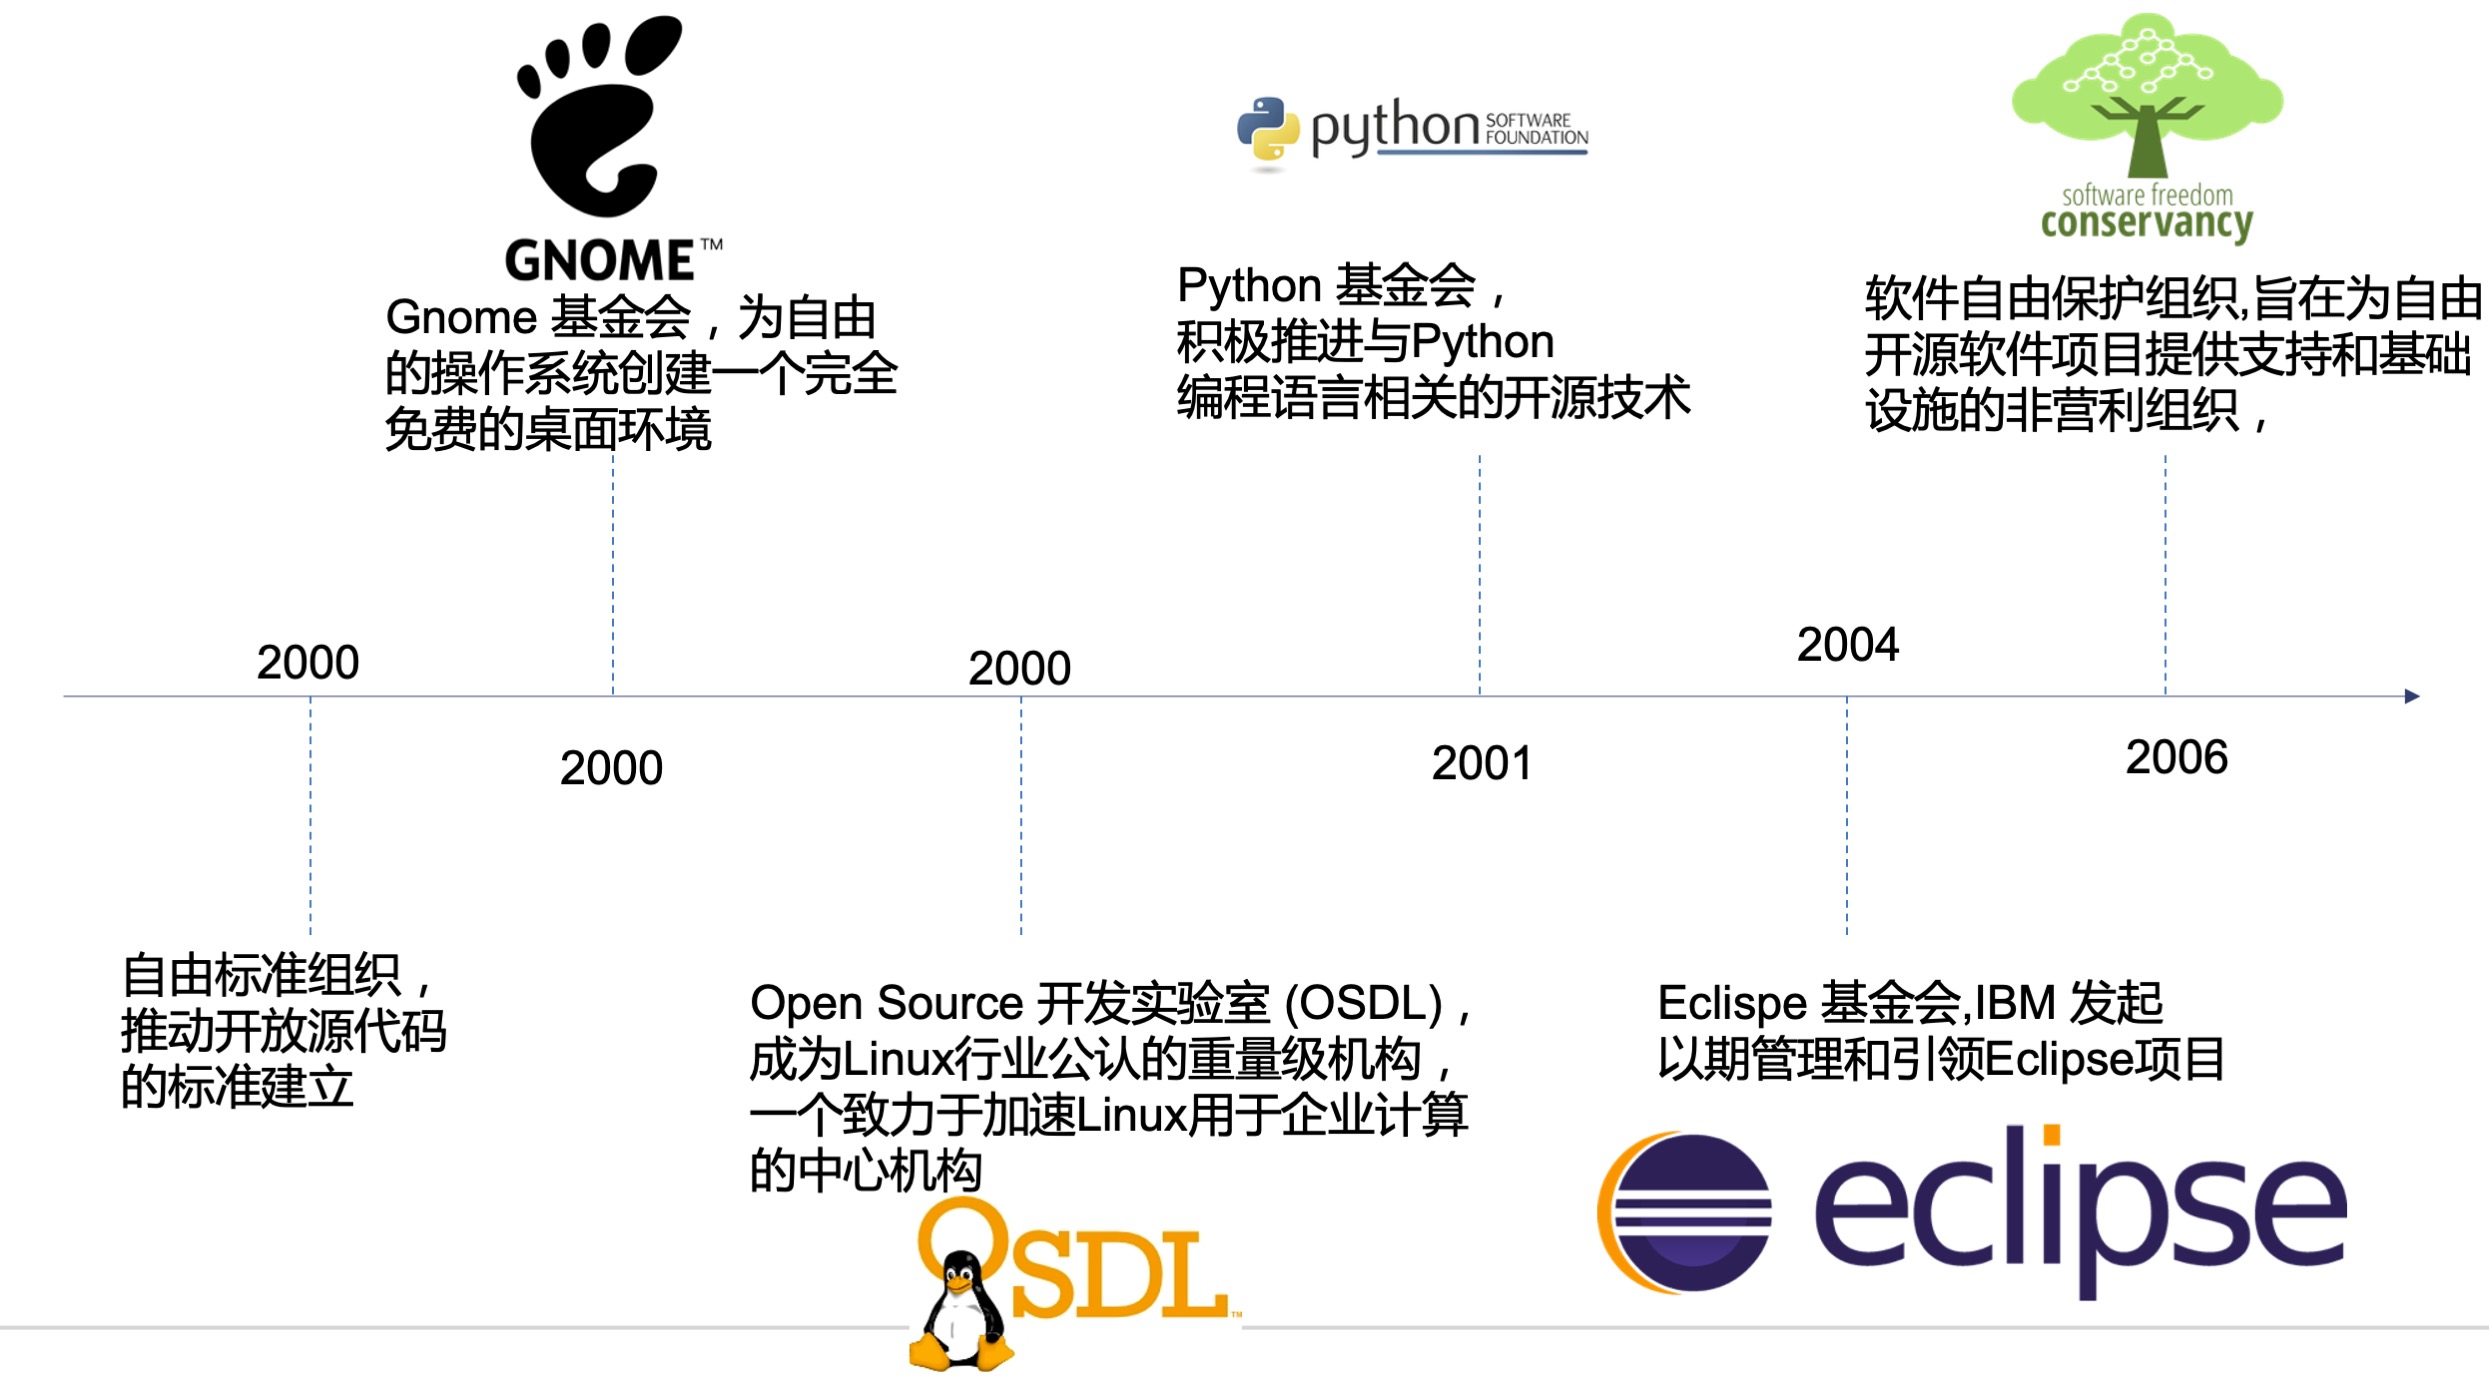 GNOME™
Gnome 基金会，为自由
的操作系统创建一个完全
免费的桌面环境
python SOFTWARE
FOUNDATION
Python 基金会，
积极推进与Python
编程语言相关的开源技术
software freedom
conservancy
软件自由保护组织,旨在为自由
开源软件项目提供支持和基础
设施的非营利组织，
2000
2000
2000
2001
2004
2006
自由标准组织，
推动开放源代码
的标准建立
Open Source 开发实验室 (OSDL)，
成为Linux行业公认的重量级机构，
一个致力于加速Linux用于企业计算
的中心机构
OSDL™
Eclispe 基金会,IBM 发起
以期管理和引领Eclipse项目
eclipse